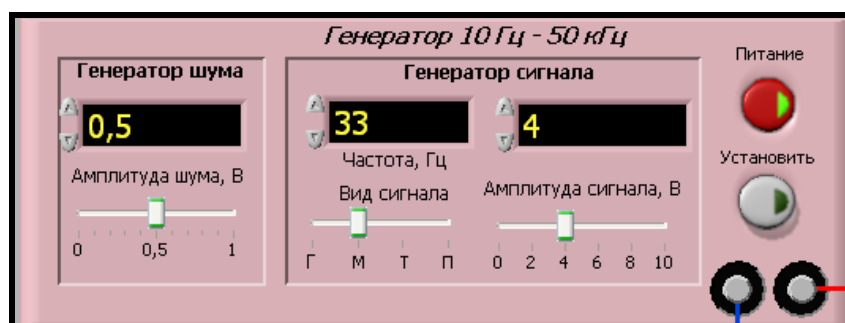 Генератор 10 Гц - 50 кГц
Генератор шума
0,5
Амплитуда шума, В
0 0,5 1
Генератор сигнала
33
Частота, Гц
Вид сигнала
Г М Т П
4
Амплитуда сигнала, В
0 2 4 6 8 10
Питание
Установить